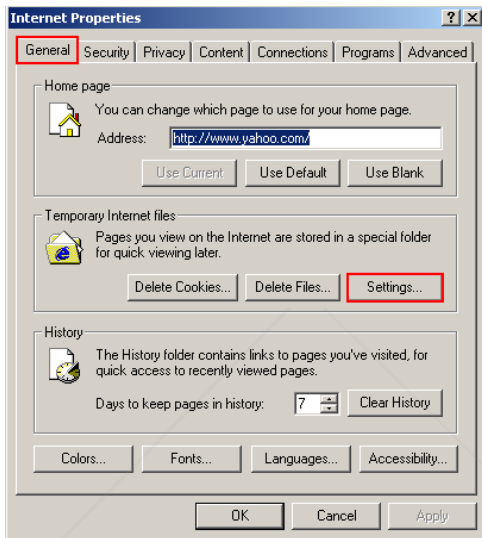 Internet Properties
General Security Privacy Content Connections Programs Advanced
Home page
You can change which page to use for your home page.
Address: http://www.yahoo.com/
Use Current Use Default Use Blank
Temporary Internet files
Pages you view on the Internet are stored in a special folder
for quick viewing later.
Delete Cookies... Delete Files... Settings...
History
The History folder contains links to pages you've visited, for
quick access to recently viewed pages.
Days to keep pages in history: 7 Clear History
Colors... Fonts... Languages... Accessibility...
OK Cancel Apply